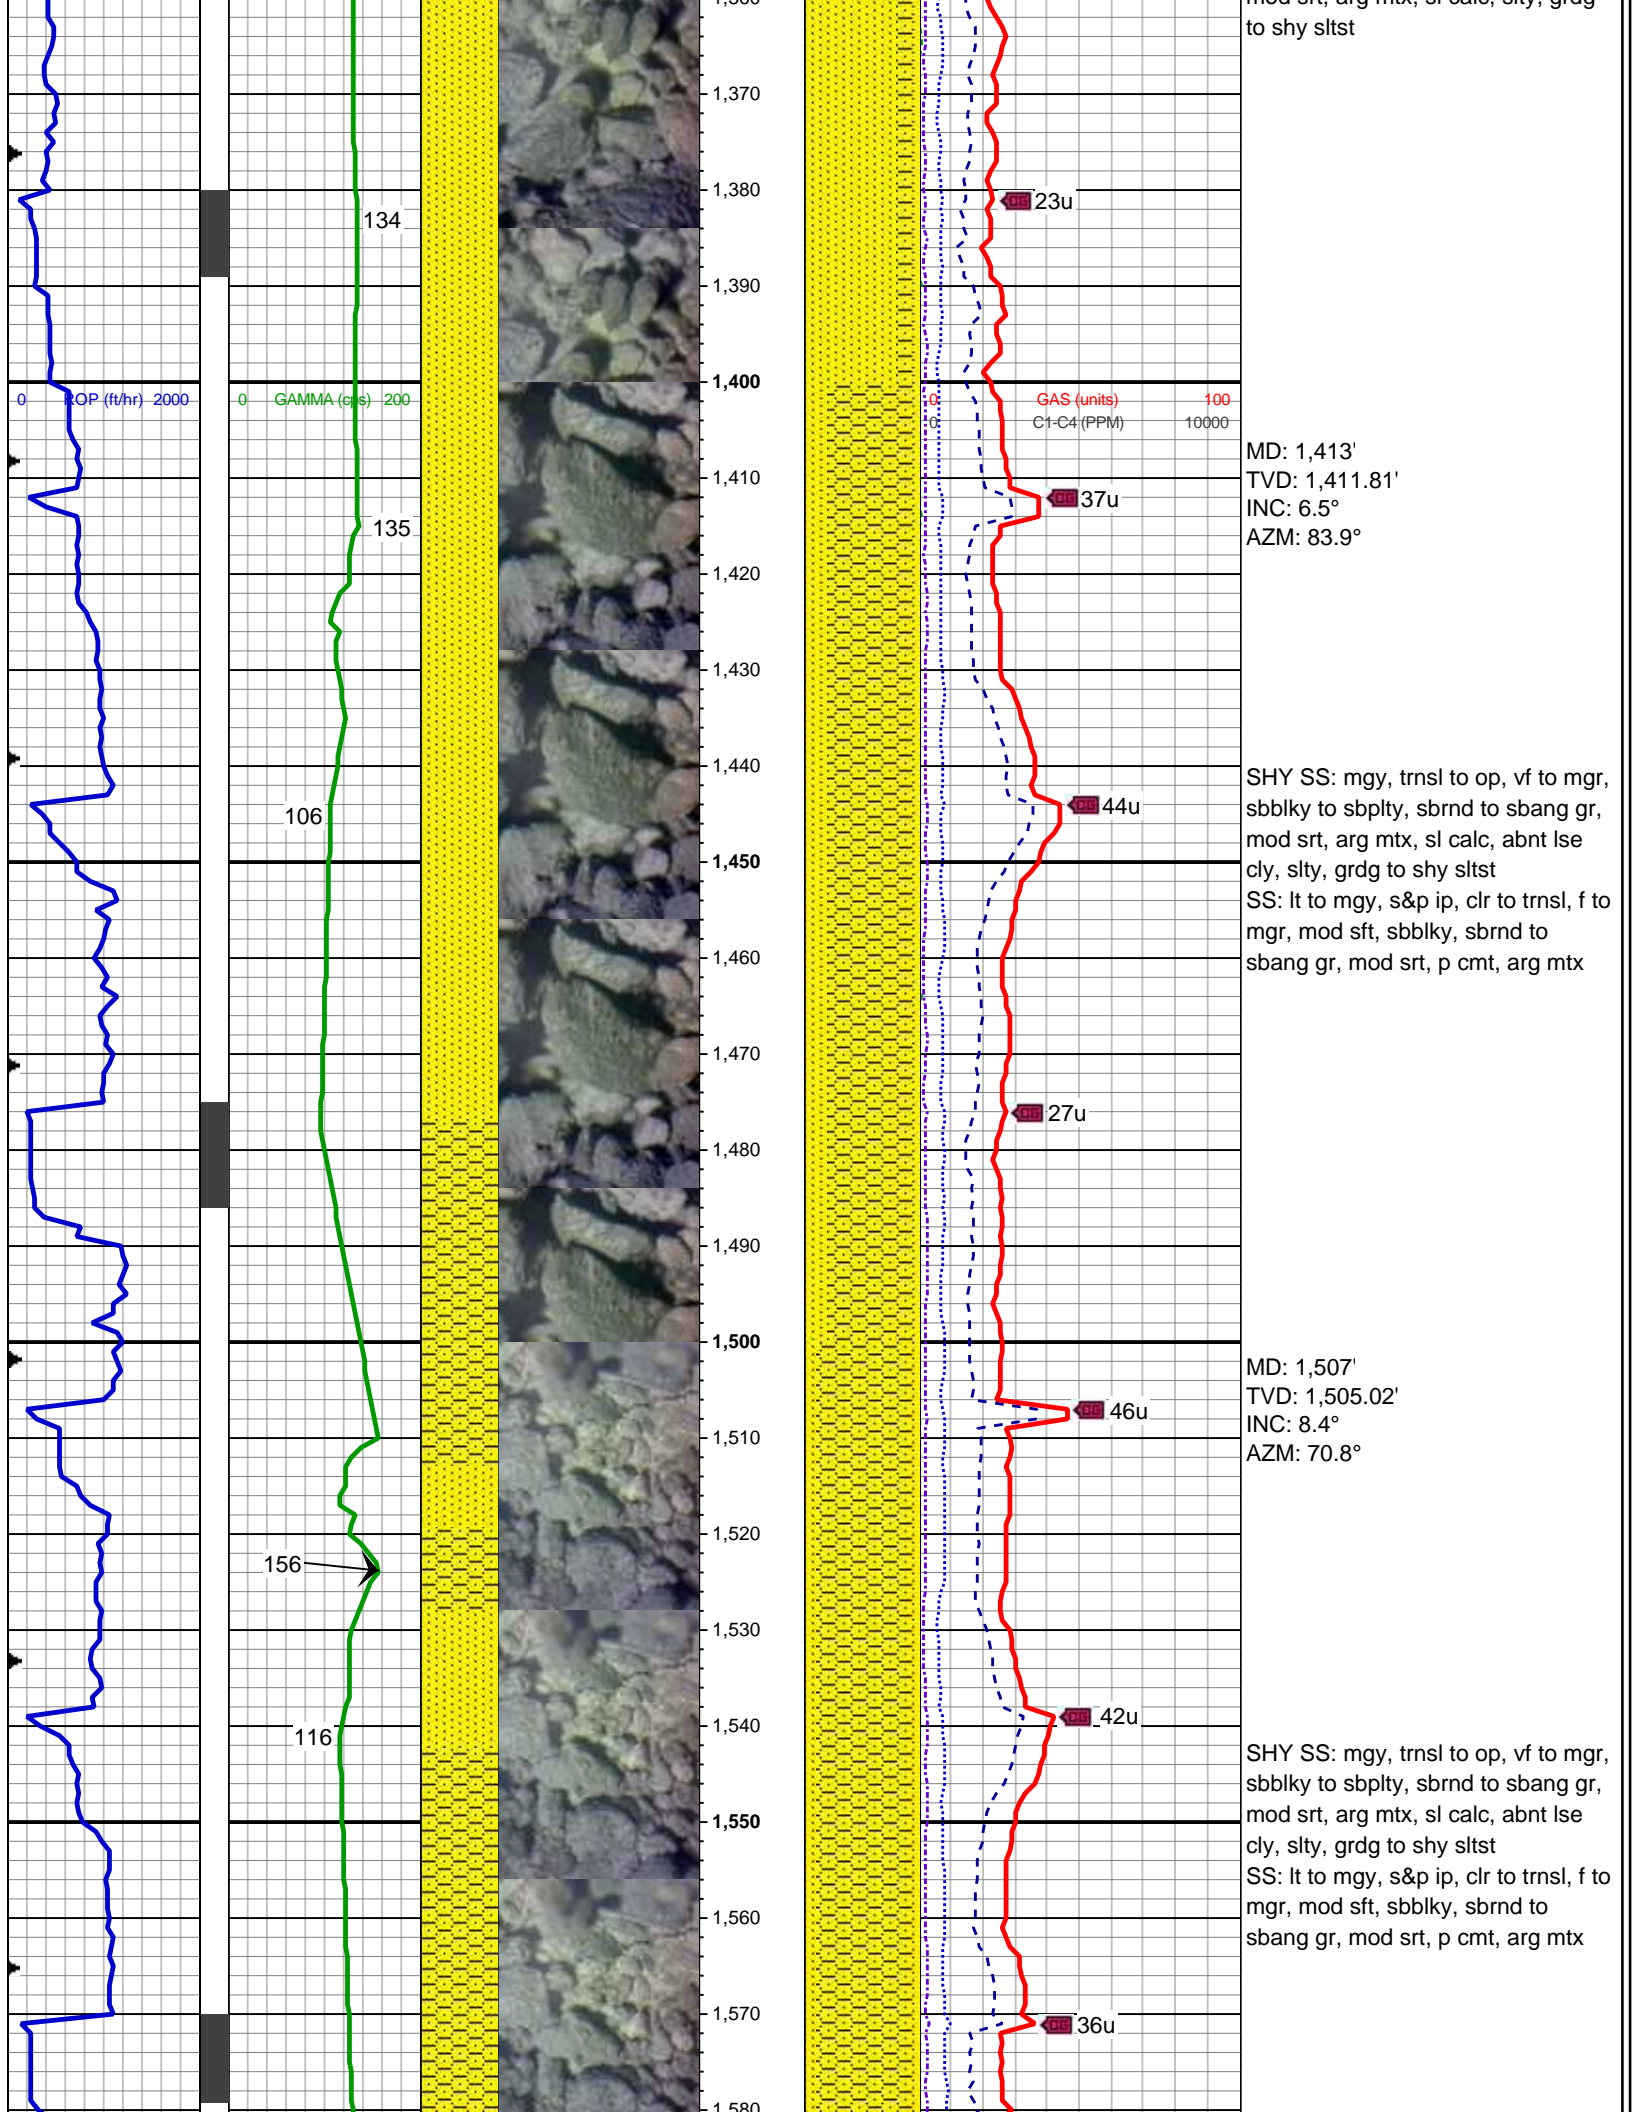 mod srt, arg mtx, sl calc, slty, grdg
to shy sltst
1,370
1,380
134
23u
1,390
1,400
0 ROP (ft/hr) 2000
0 GAMMA (cps) 200
0 GAS (units) 100
0 C1-C4 (PPM) 10000
MD: 1,413'
TVD: 1,411.81'
INC: 6.5°
AZM: 83.9°
1,410
CG 37u
135
1,420
1,430
1,440
SHY SS: mgy, trnsl to op, vf to mgr,
sbblky to sbplty, sbrnd to sbang gr,
mod srt, arg mtx, sl calc, abnt lse
cly, slty, grdg to shy sltst
SS: lt to mgy, s&p ip, clr to trnsl, f to
mgr, mod sft, sbblky, sbrnd to
sbang gr, mod srt, p cmt, arg mtx
CG 44u
106
1,450
1,460
1,470
CG 27u
1,480
1,490
1,500
MD: 1,507'
TVD: 1,505.02'
INC: 8.4°
AZM: 70.8°
CG 46u
1,510
1,520
156
1,530
CG 42u
1,540
116
SHY SS: mgy, trnsl to op, vf to mgr,
sbblky to sbplty, sbrnd to sbang gr,
mod srt, arg mtx, sl calc, abnt lse
cly, slty, grdg to shy sltst
SS: lt to mgy, s&p ip, clr to trnsl, f to
mgr, mod sft, sbblky, sbrnd to
sbang gr, mod srt, p cmt, arg mtx
1,550
1,560
1,570
CG 36u
1,580